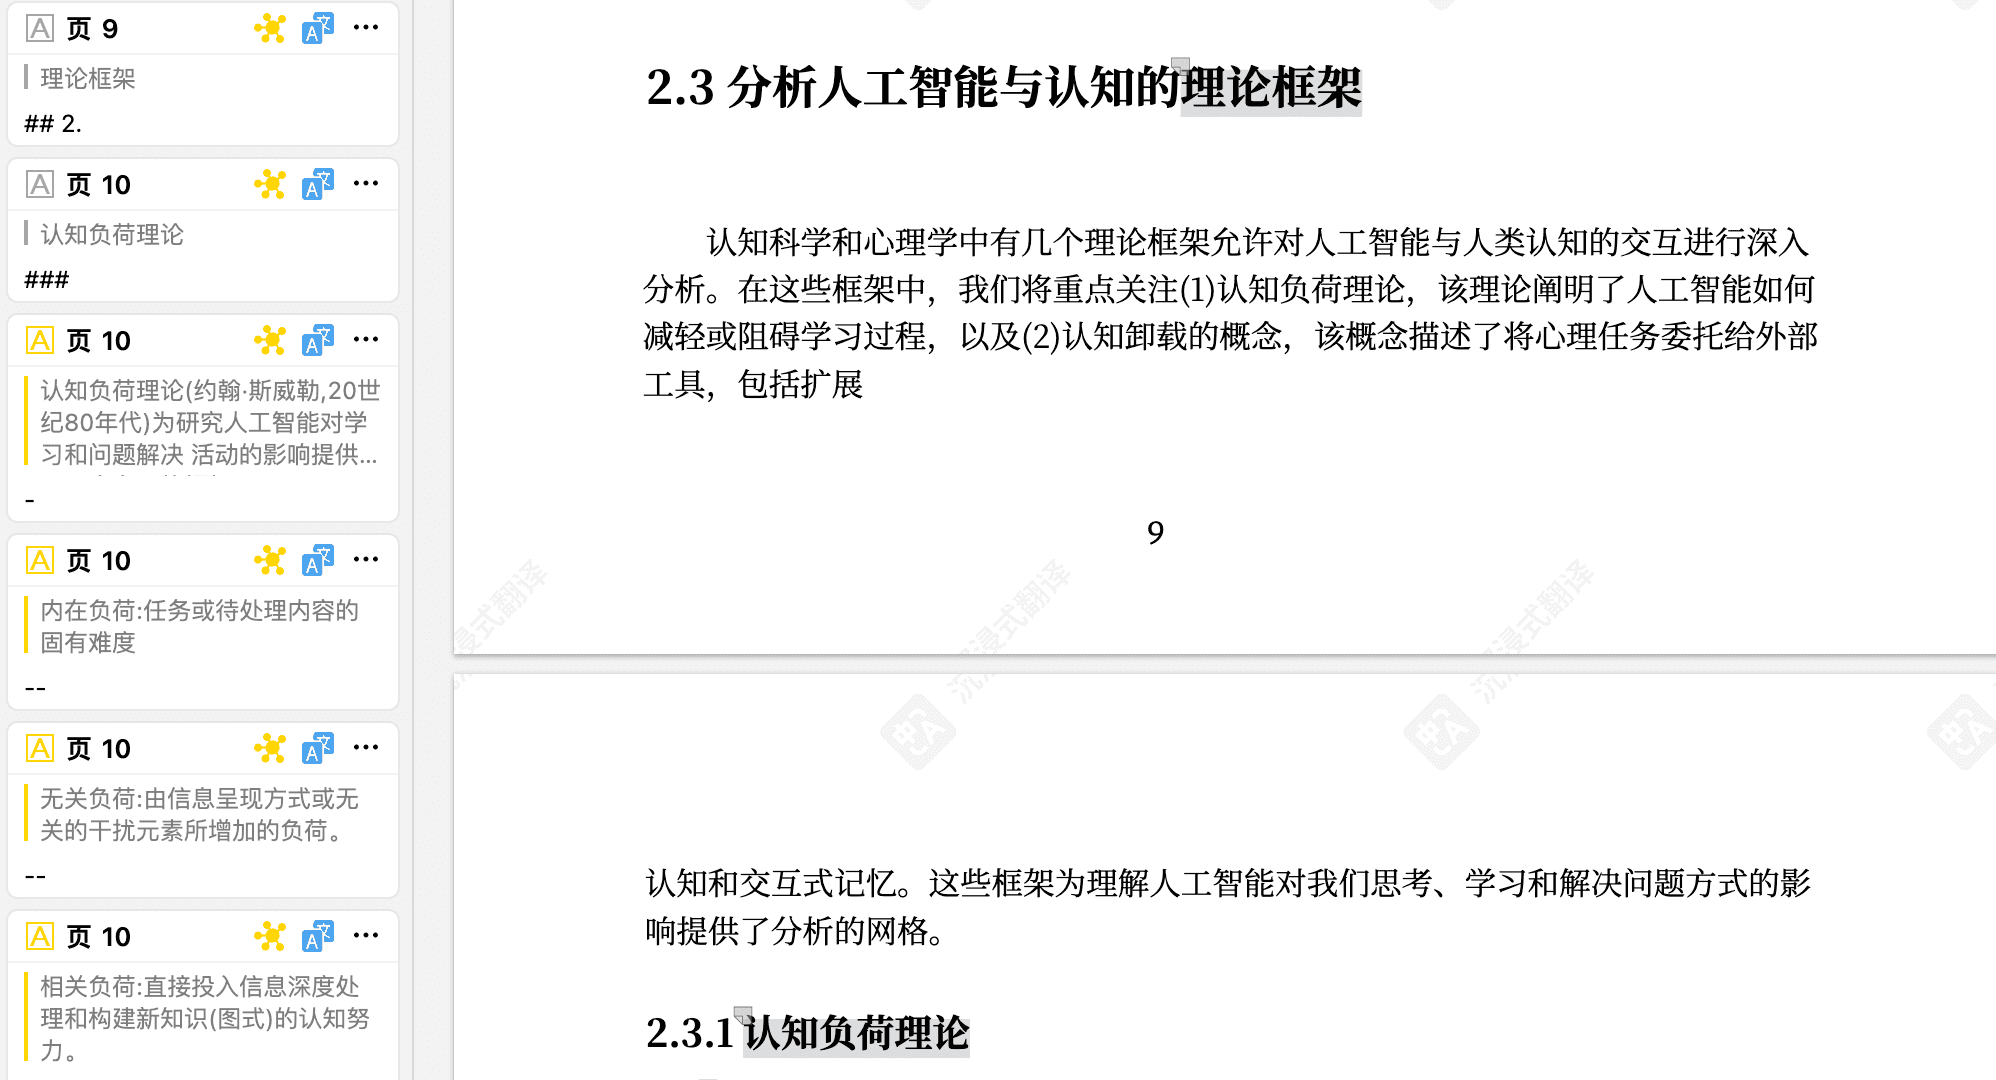 页 9
理论框架
## 2.
页 10
认知负荷理论
###
页 10
认知负荷理论(约翰·斯威勒,20世
纪80年代)为研究人工智能对学
习和问题解决 活动的影响提供...
-
页 10
内在负荷:任务或待处理内容的
固有难度
--
页 10
无关负荷:由信息呈现方式或无
关的干扰元素所增加的负荷。
--
页 10
相关负荷:直接投入信息深度处
理和构建新知识(图式)的认知努
力。
2.3 分析人工智能与认知的理论框架
认知科学和心理学中有几个理论框架允许对人工智能与人类认知的交互进行深入
分析。在这些框架中，我们将重点关注(1)认知负荷理论，该理论阐明了人工智能如何
减轻或阻碍学习过程，以及(2)认知卸载的概念，该概念描述了将心理任务委托给外部
工具，包括扩展
9
沉浸式翻译
沉浸式翻译
沉浸式翻译
认知和交互式记忆。这些框架为理解人工智能对我们思考、学习和解决问题方式的影
响提供了分析的网格。
2.3.1 认知负荷理论